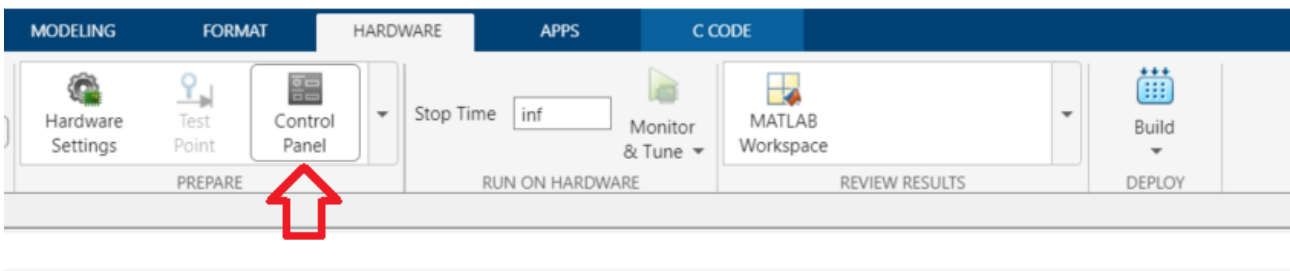 MODELING FORMAT HARDWARE APPS C CODE
Hardware
Settings
Test
Point
Control
Panel
Stop Time inf
Monitor
& Tune
MATLAB
Workspace
Build
PREPARE RUN ON HARDWARE REVIEW RESULTS DEPLOY